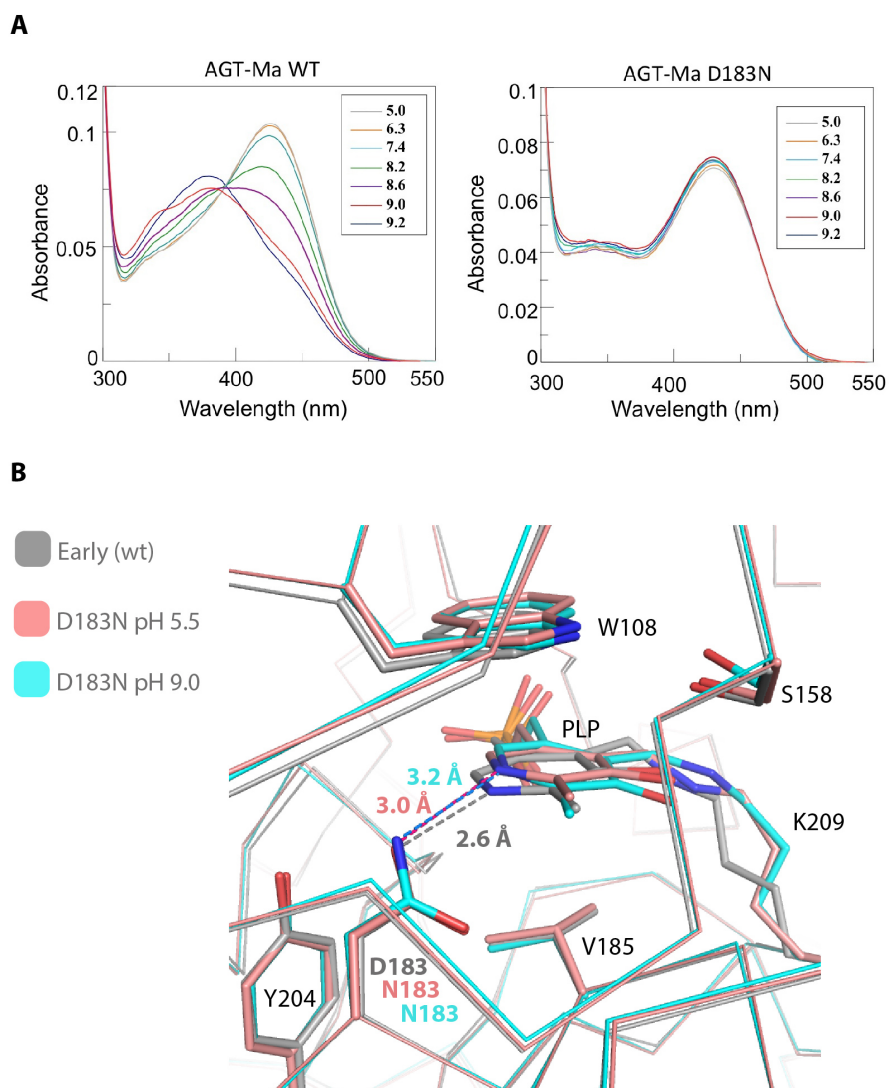 A
AGT-Ma WT
0.12
0.1
0.05
0
300
400
500
550
Absorbance
Wavelength (nm)
5.0
6.3
7.4
8.2
8.6
9.0
9.2
AGT-Ma D183N
0.1
0.08
0.06
0.04
0.02
0
300
400
500
550
Absorbance
Wavelength (nm)
5.0
6.3
7.4
8.2
8.6
9.0
9.2
B
Early (wt)
D183N pH 5.5
D183N pH 9.0
W108
S158
PLP
3.2 Å
3.0 Å
2.6 Å
K209
V185
D183
N183
N183
Y204